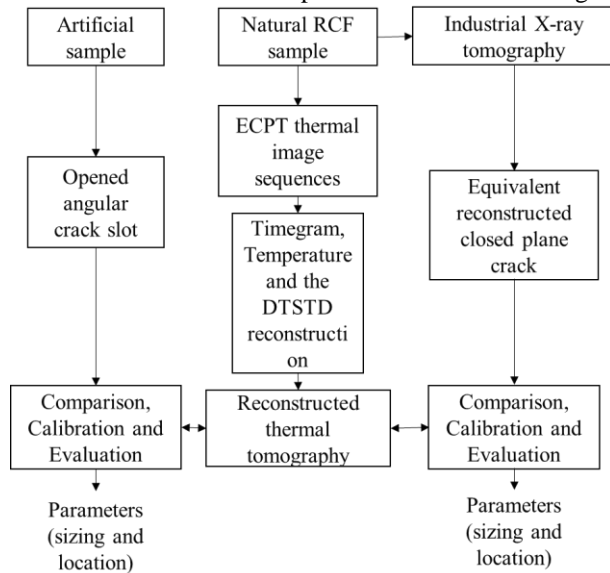 Artificial
sample
Natural RCF
sample
Industrial X-ray
tomography
ECPT thermal
image
sequences
Opened
angular
crack slot
Equivalent
reconstructed
closed plane
crack
Timegram,
Temperature
and the
DTSTD
reconstructi
on
Comparison,
Calibration and
Evaluation
Reconstructed
thermal
tomography
Comparison,
Calibration and
Evaluation
Parameters
(sizing and
location)
Parameters
(sizing and
location)